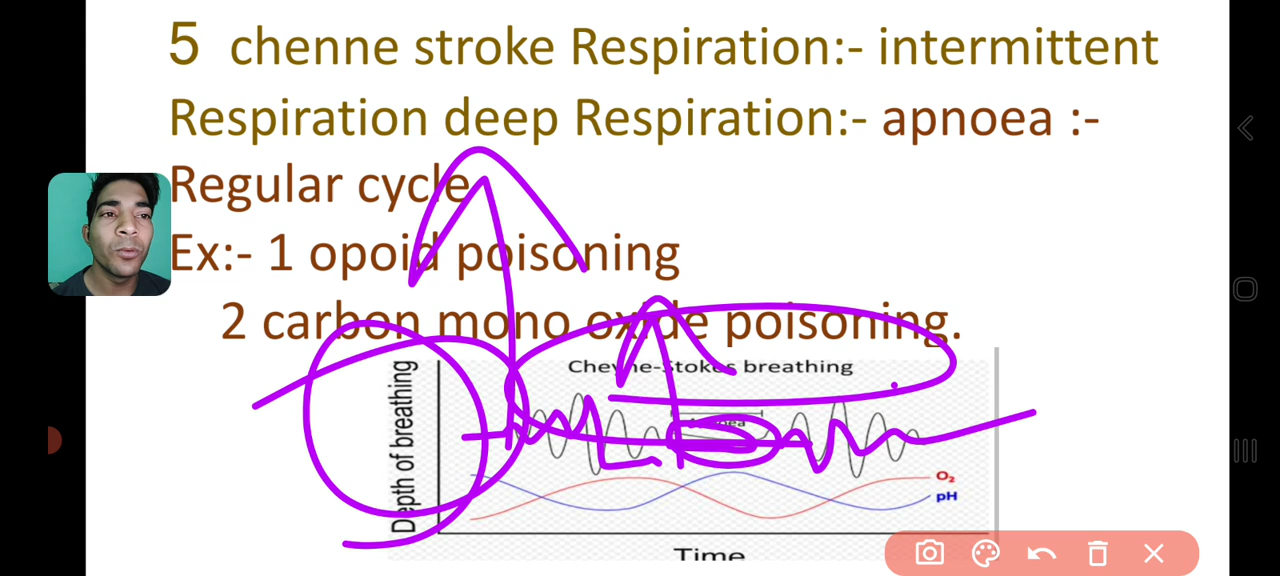 5 chenne stroke Respiration:- intermittent
Respiration deep Respiration:- apnoea :-
Regular cycle
Ex:- 1 opoid poisoning
2 carbon mono oxide poisoning.
Cheyne-Stokes breathing
Depth of breathing
O₂
pH
Time